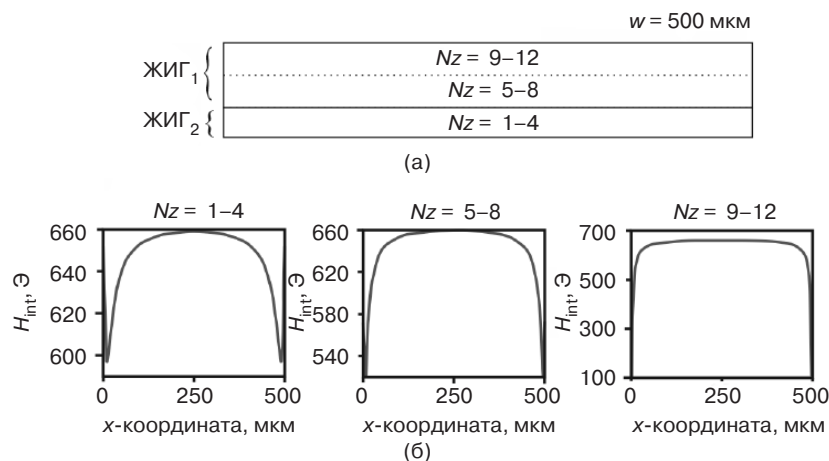 w = 500 мкм
ЖИГ1
Nz = 9–12
Nz = 5–8
ЖИГ2
Nz = 1–4
(а)
Nz = 1–4
Nz = 5–8
Nz = 9–12
Hint, Э
660
640
620
600
0
250
500
x-координата, мкм
Hint, Э
660
620
580
540
0
250
500
x-координата, мкм
Hint, Э
700
500
300
100
0
250
500
x-координата, мкм
(б)